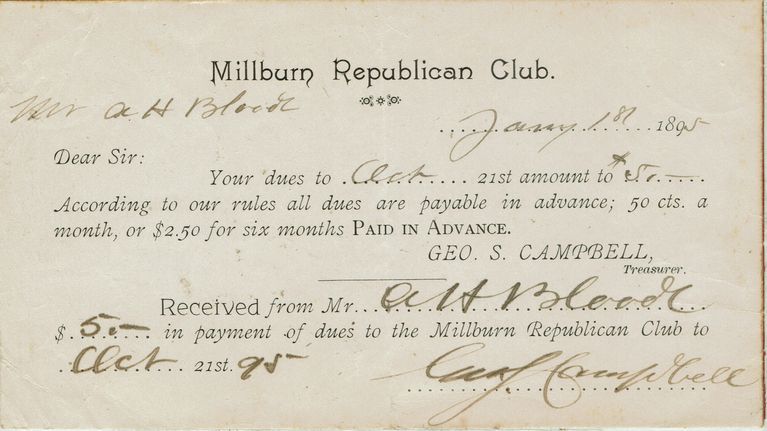 Millburn Republican Club.
Mr A H Blood
Jany 1st 1895
Dear Sir:
Your dues to Oct 21st amount to $5.–
According to our rules all dues are payable in advance; 50 cts. a
month, or $2.50 for six months PAID IN ADVANCE.
GEO. S. CAMPBELL,
Treasurer.
Received from Mr. A H Blood
$ 5.– in payment of dues to the Millburn Republican Club to
Oct 21st. 95
Geo S Campbell